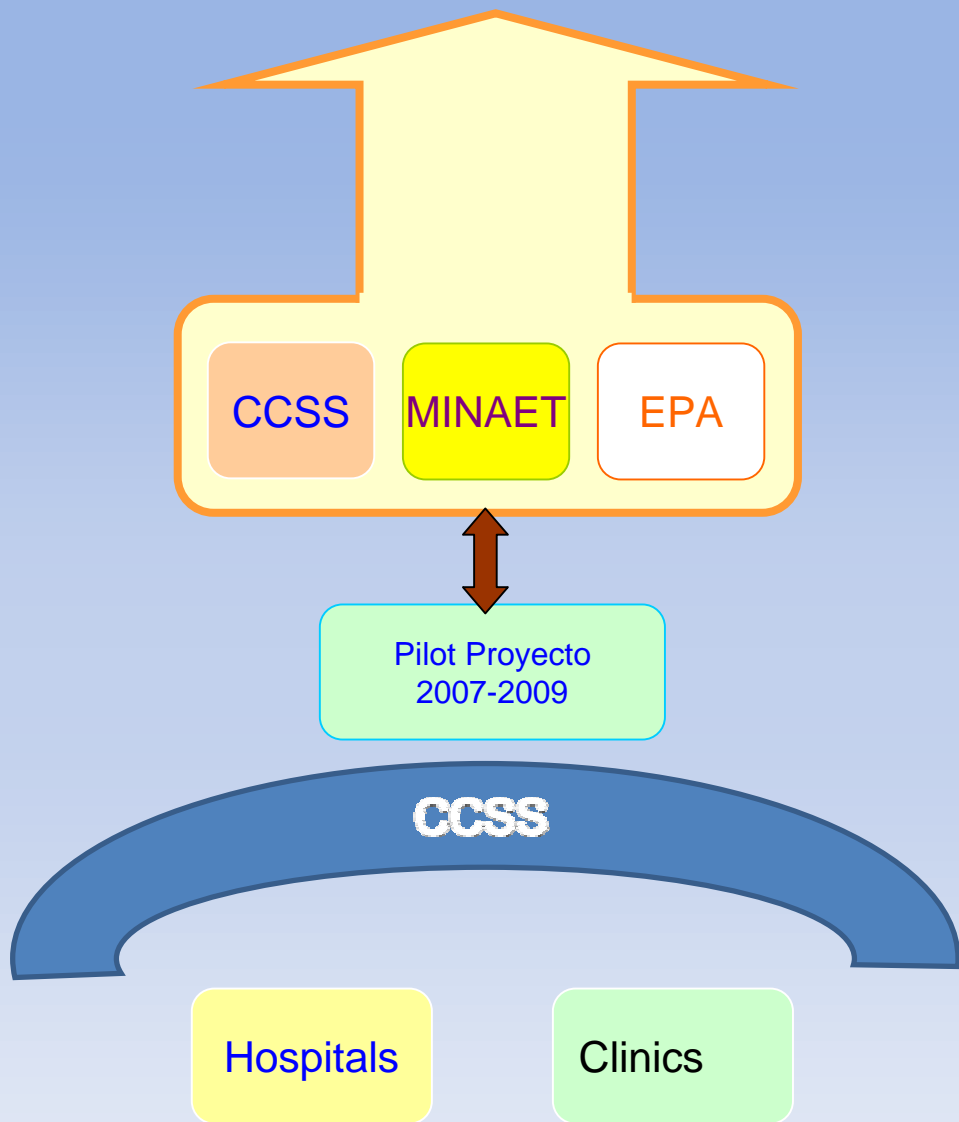 CCSS
MINAET
EPA
Pilot Proyecto
2007-2009
CCSS
Hospitals
Clinics